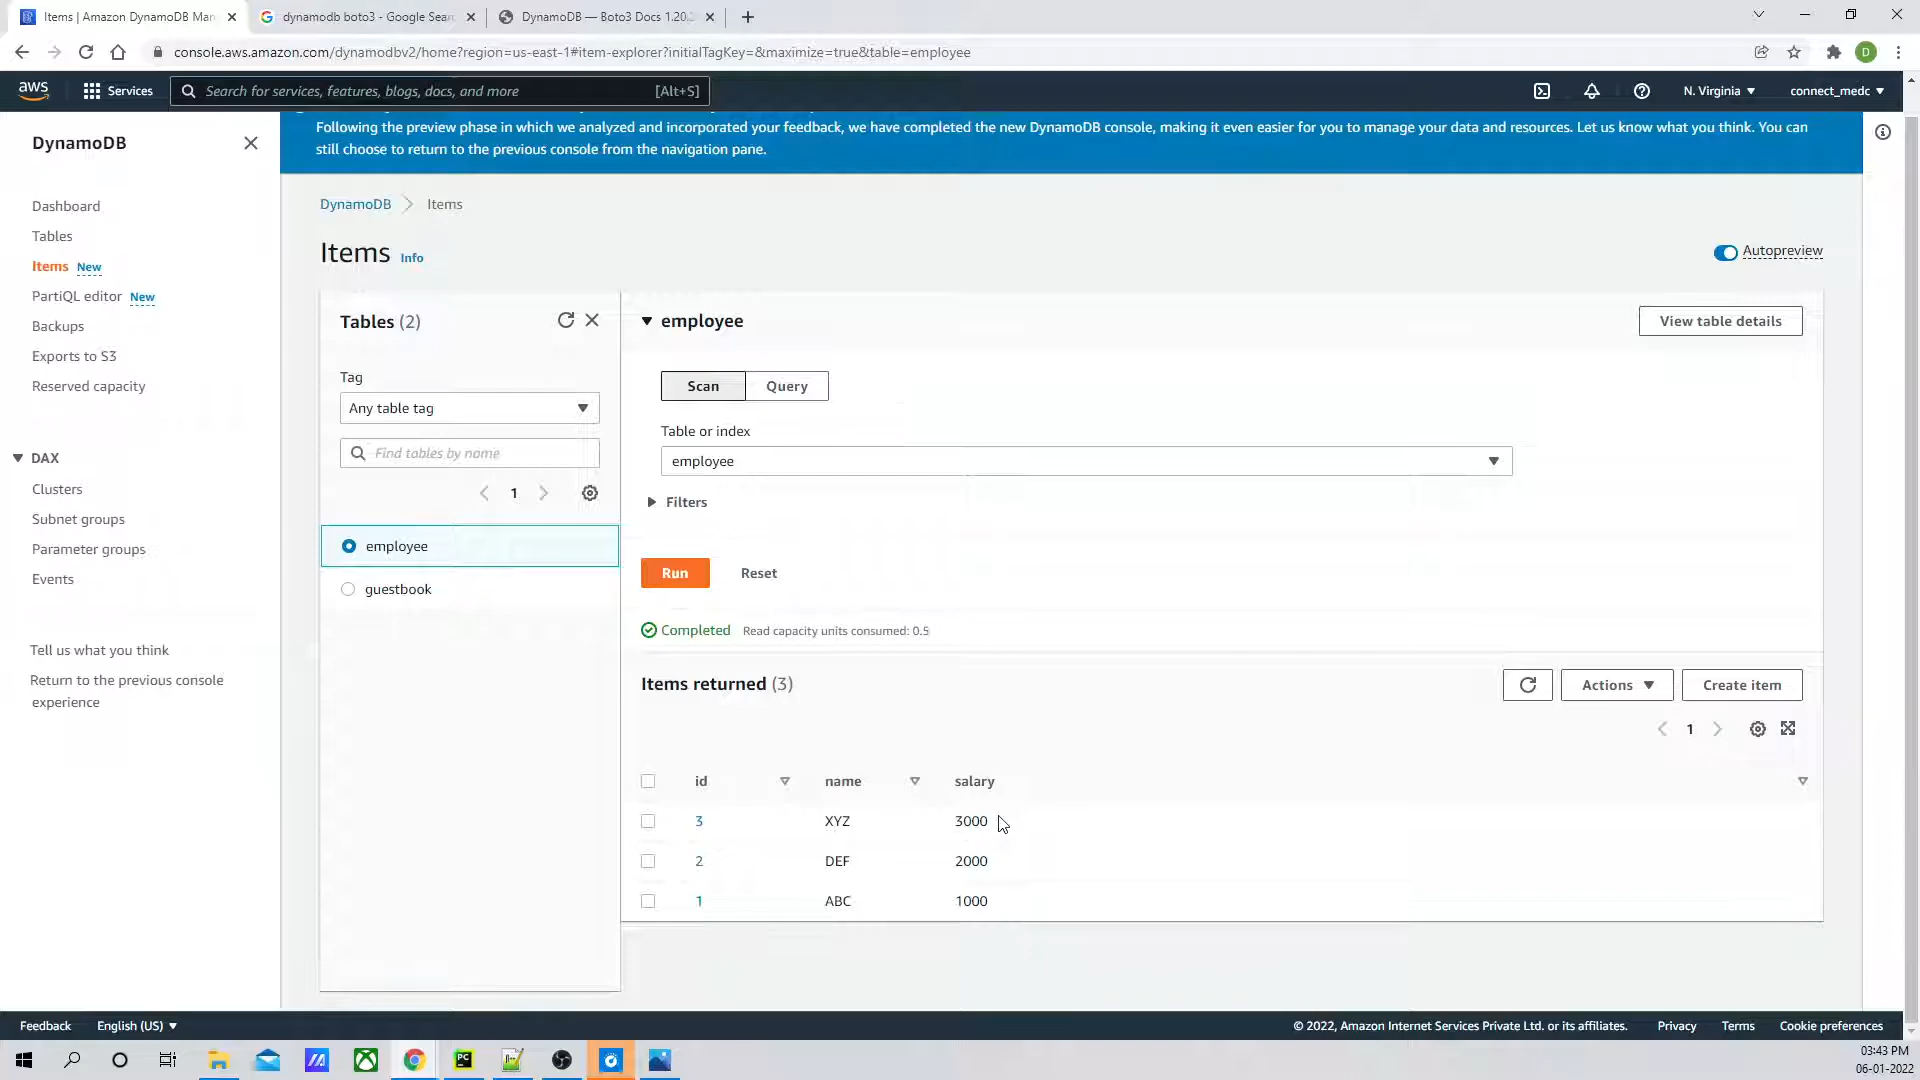 Items | Amazon DynamoDB Man
dynamodb boto3 - Google Sear
DynamoDB — Boto3 Docs 1.20.
console.aws.amazon.com/dynamodbv2/home?region=us-east-1#item-explorer?initialTagKey=&maximize=true&table=employee
D
aws
Services
Search for services, features, blogs, docs, and more
[Alt+S]
N. Virginia
connect_medc
Following the preview phase in which we analyzed and incorporated your feedback, we have completed the new DynamoDB console, making it even easier for you to manage your data and resources. Let us know what you think. You can
still choose to return to the previous console from the navigation pane.
DynamoDB
Dashboard
Tables
Items New
PartiQL editor New
Backups
Exports to S3
Reserved capacity
DAX
Clusters
Subnet groups
Parameter groups
Events
Tell us what you think
Return to the previous console
experience
DynamoDB
Items
Items Info
Autopreview
Tables (2)
Tag
Any table tag
Find tables by name
1
employee
guestbook
employee
View table details
Scan
Query
Table or index
employee
Filters
Run
Reset
Completed
Read capacity units consumed: 0.5
Items returned (3)
Actions
Create item
1
id name salary
3 XYZ 3000
2 DEF 2000
1 ABC 1000
Feedback
English (US)
© 2022, Amazon Internet Services Private Ltd. or its affiliates.
Privacy
Terms
Cookie preferences
PC
03:43 PM
06-01-2022